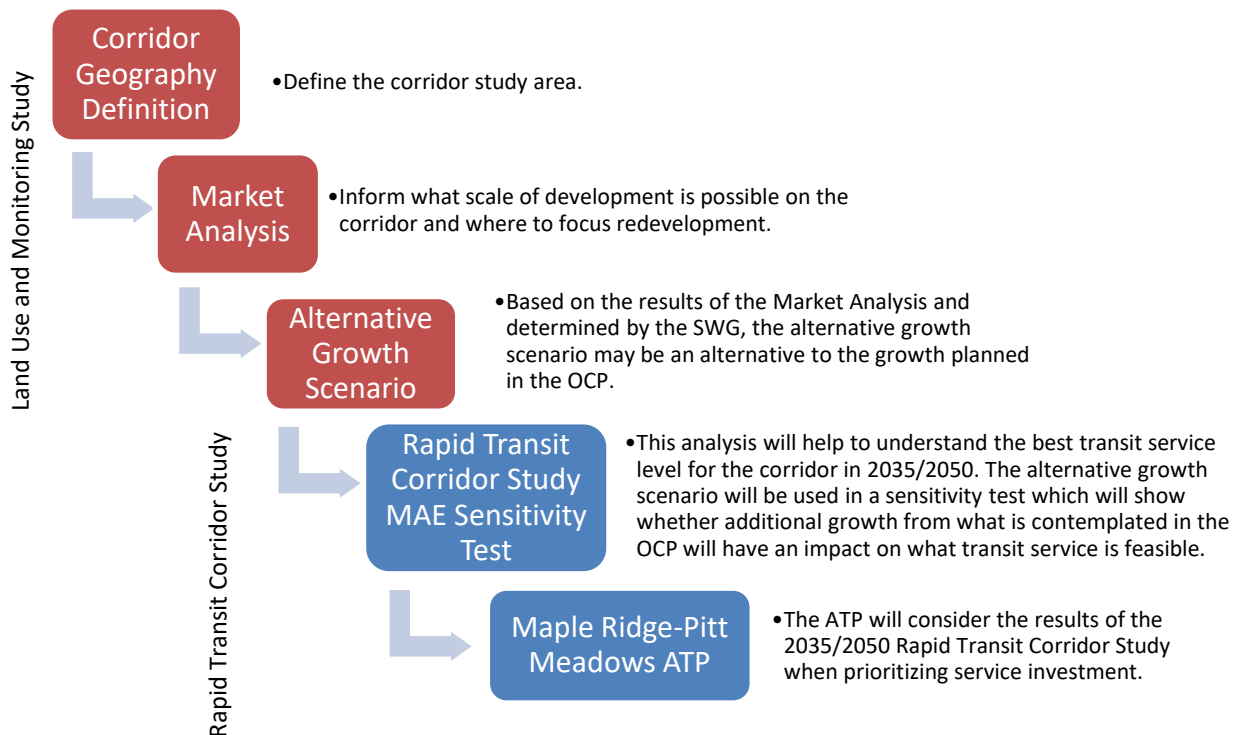 Land Use and Monitoring Study
Corridor
Geography
Definition
•Define the corridor study area.
Market
Analysis
•Inform what scale of development is possible on the
corridor and where to focus redevelopment.
Alternative
Growth
Scenario
•Based on the results of the Market Analysis and
determined by the SWG, the alternative growth
scenario may be an alternative to the growth planned
in the OCP.
Rapid Transit Corridor Study
Rapid Transit
Corridor Study
MAE Sensitivity
Test
•This analysis will help to understand the best transit service
level for the corridor in 2035/2050. The alternative growth
scenario will be used in a sensitivity test which will show
whether additional growth from what is contemplated in the
OCP will have an impact on what transit service is feasible.
Maple Ridge-Pitt
Meadows ATP
•The ATP will consider the results of the
2035/2050 Rapid Transit Corridor Study
when prioritizing service investment.